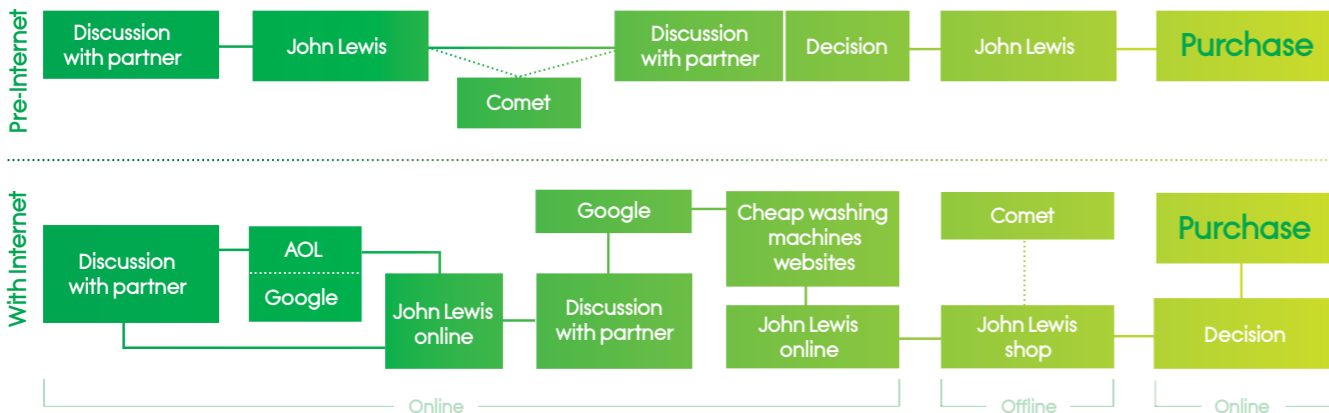 Pre-Internet
Discussion
with partner
John Lewis
Comet
Discussion
with partner
Decision
John Lewis
Purchase
With Internet
Discussion
with partner
AOL
Google
John Lewis
online
Google
Discussion
with partner
Cheap washing
machines
websites
John Lewis
online
Comet
John Lewis
shop
Purchase
Decision
Online
Offline
Online